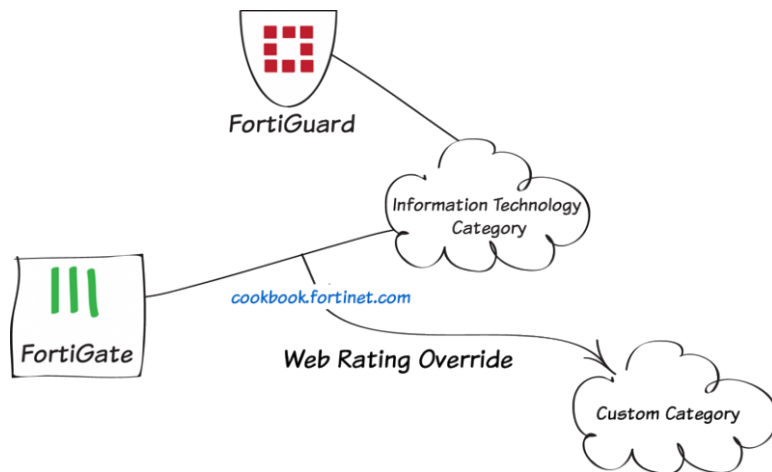 FortiGuard
Information Technology
Category
cookbook.fortinet.com
FortiGate
Web Rating Override
Custom Category